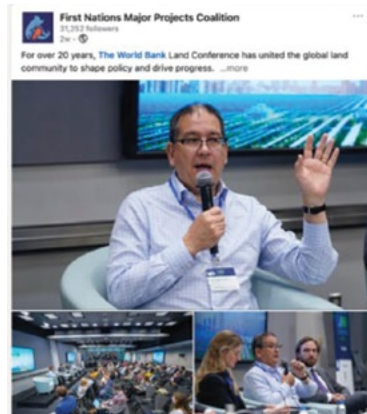 First Nations Major Projects Coalition
31,252 followers
2w
For over 20 years, The World Bank Land Conference has united the global land
community to shape policy and drive progress. ...more